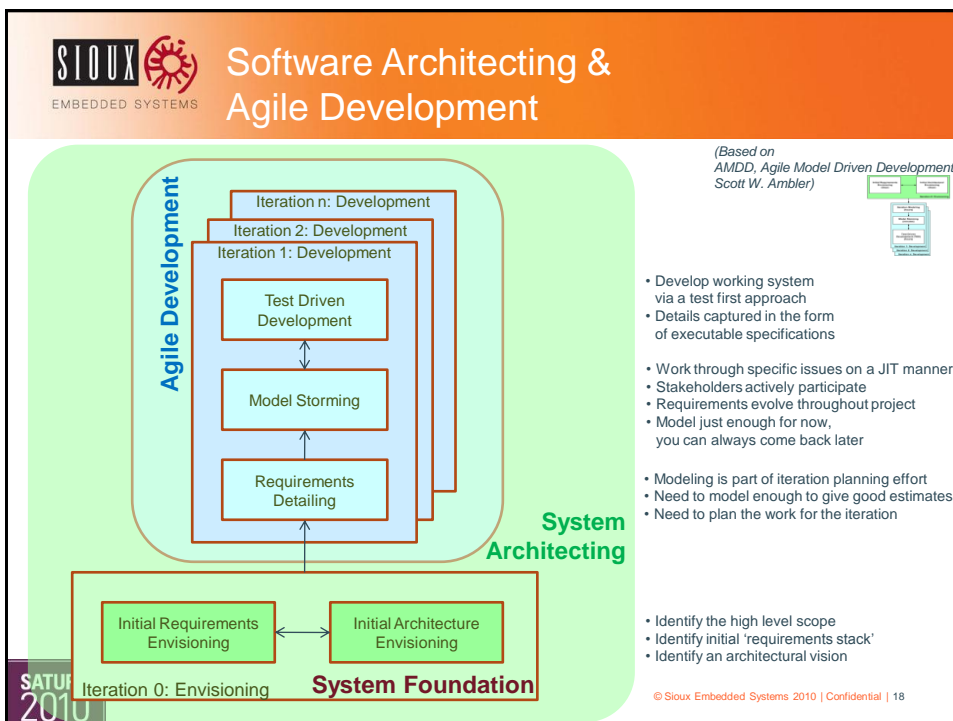 SIOUX
EMBEDDED SYSTEMS
Software Architecting &
Agile Development
(Based on
AMDD, Agile Model Driven Development
Scott W. Ambler)
Agile Development
Iteration n: Development
Iteration 2: Development
Iteration 1: Development
Test Driven
Development
Model Storming
Requirements
Detailing
System
Architecting
Initial Requirements
Envisioning
Initial Architecture
Envisioning
Iteration 0: Envisioning
System Foundation
• Develop working system
via a test first approach
• Details captured in the form
of executable specifications
• Work through specific issues on a JIT manner
• Stakeholders actively participate
• Requirements evolve throughout project
• Model just enough for now,
you can always come back later
• Modeling is part of iteration planning effort
• Need to model enough to give good estimates
• Need to plan the work for the iteration
• Identify the high level scope
• Identify initial 'requirements stack'
• Identify an architectural vision
SATU
2010
© Sioux Embedded Systems 2010 | Confidential | 18